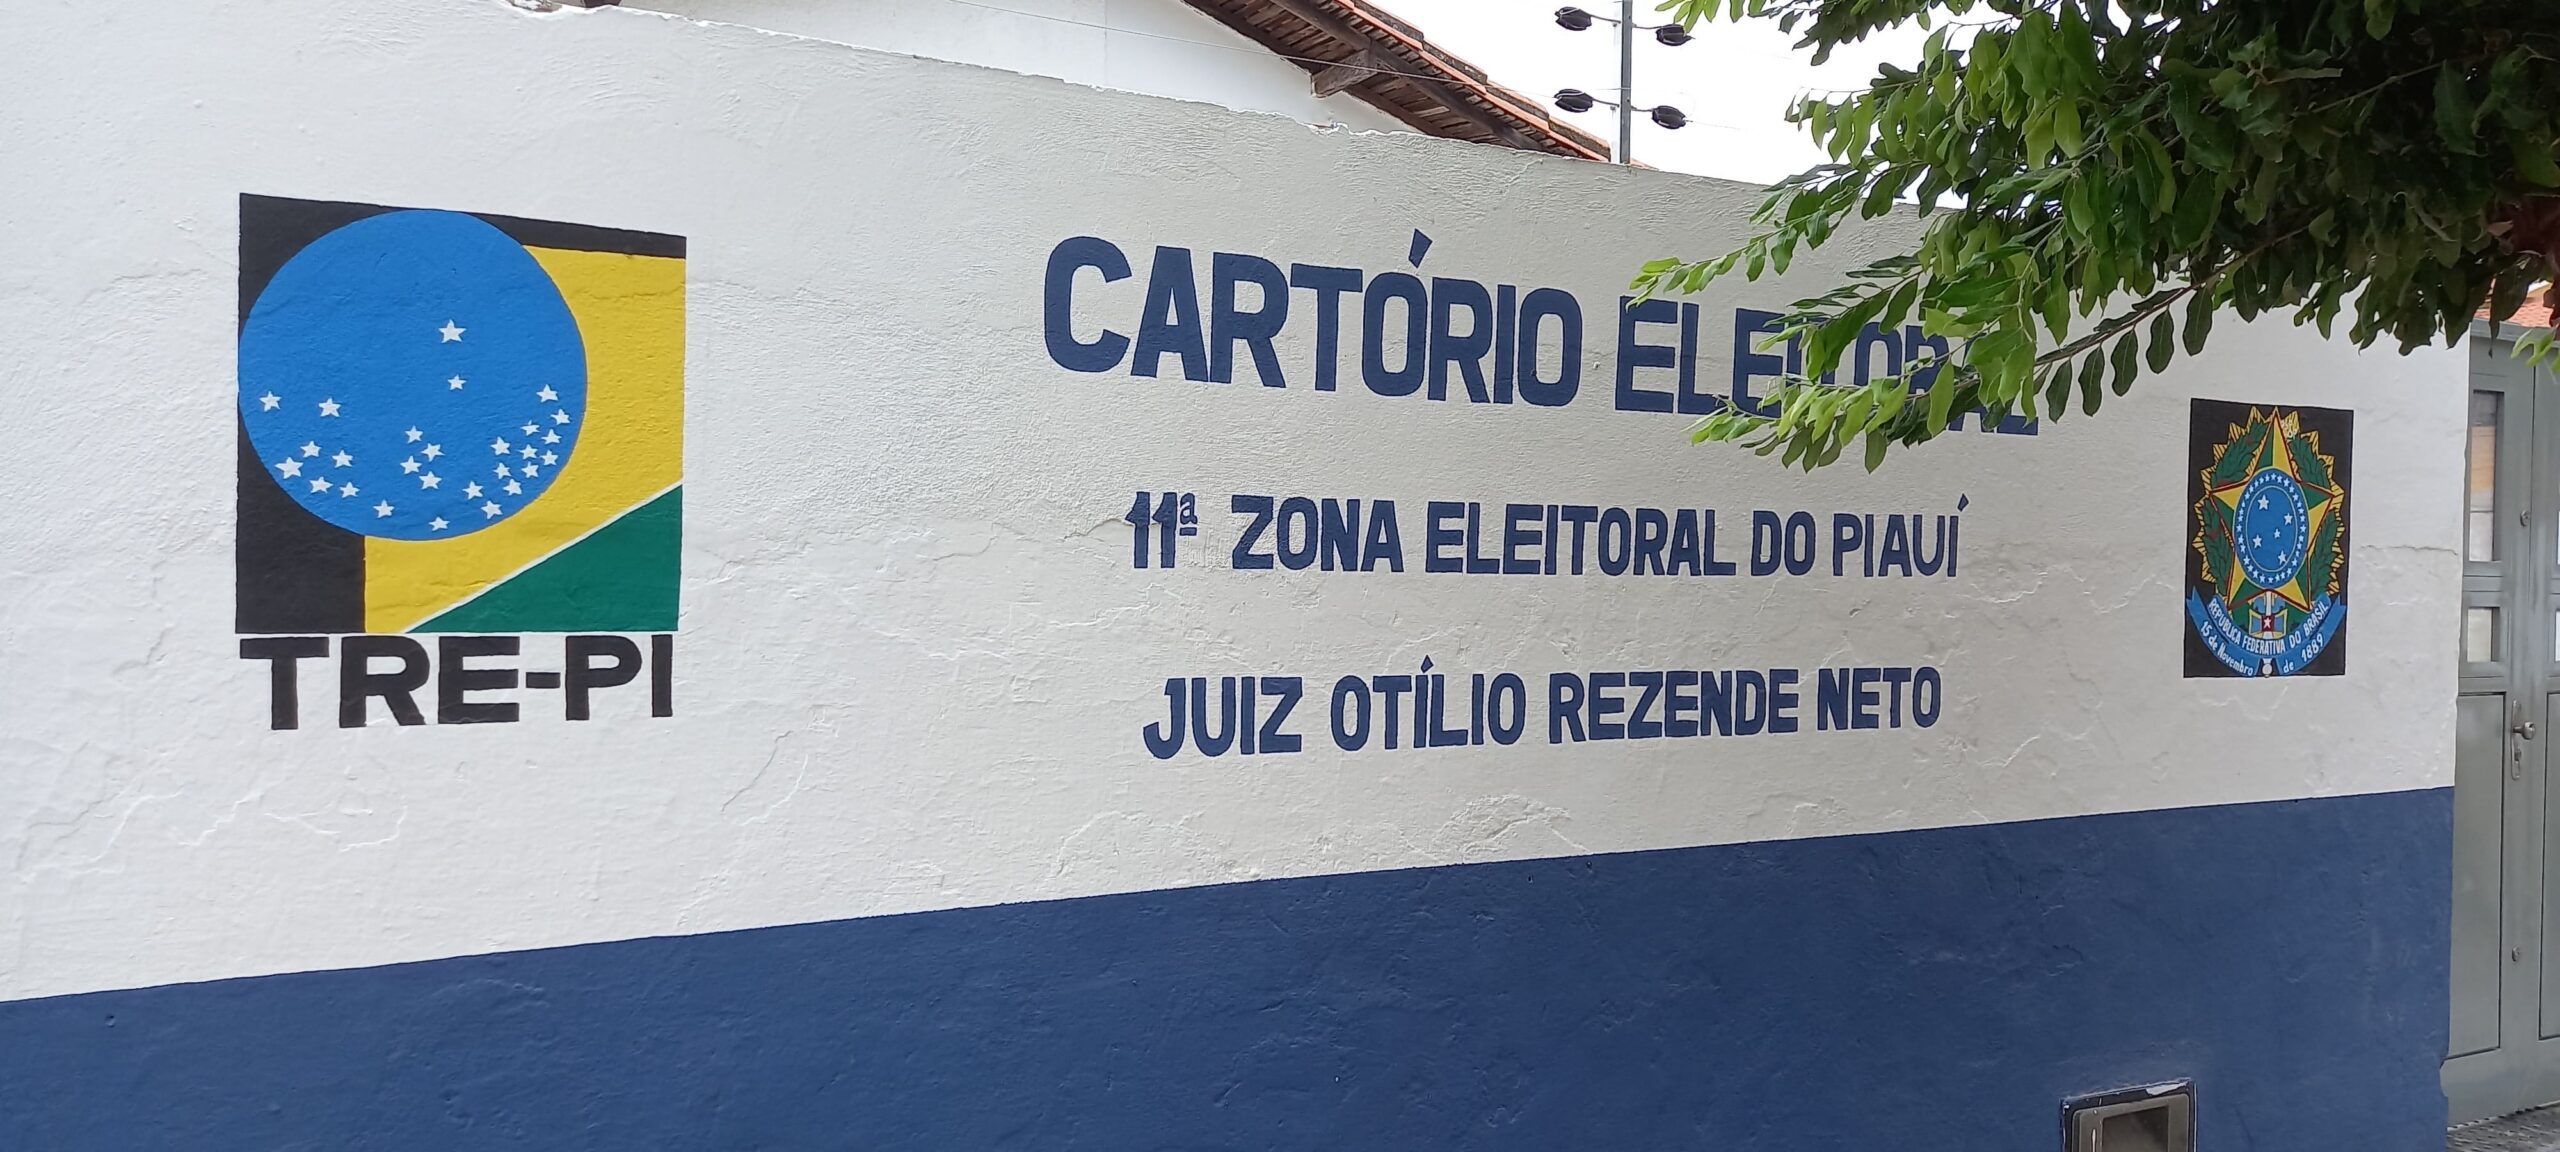 CARTÓRIO ELEITORAL
11ª ZONA ELEITORAL DO PIAUÍ
JUIZ OTÍLIO REZENDE NETO
TRE-PI
REPÚBLICA FEDERATIVA DO BRASIL
15 de Novembro de 1889